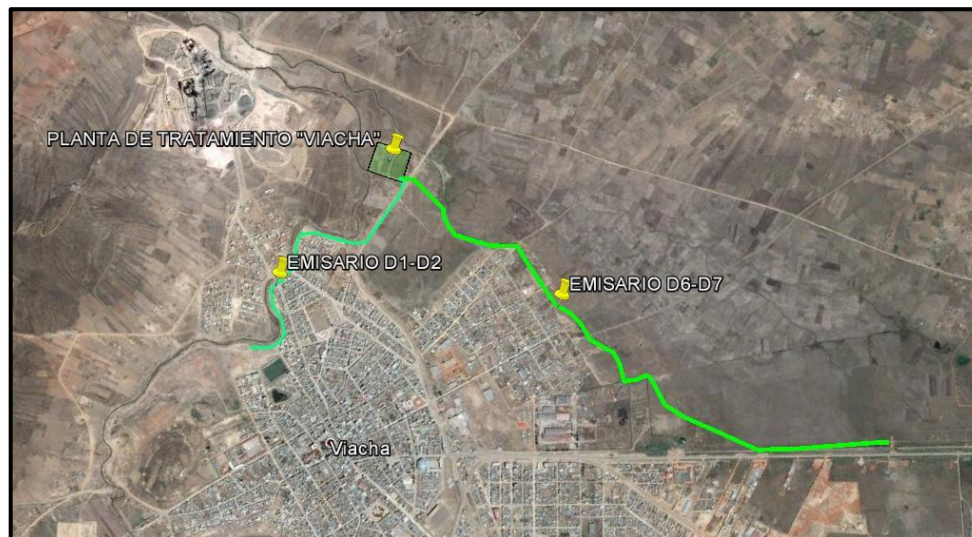 PLANTA DE TRATAMIENTO "VIACHA"
EMISARIO D1-D2
EMISARIO D6-D7
Viacha